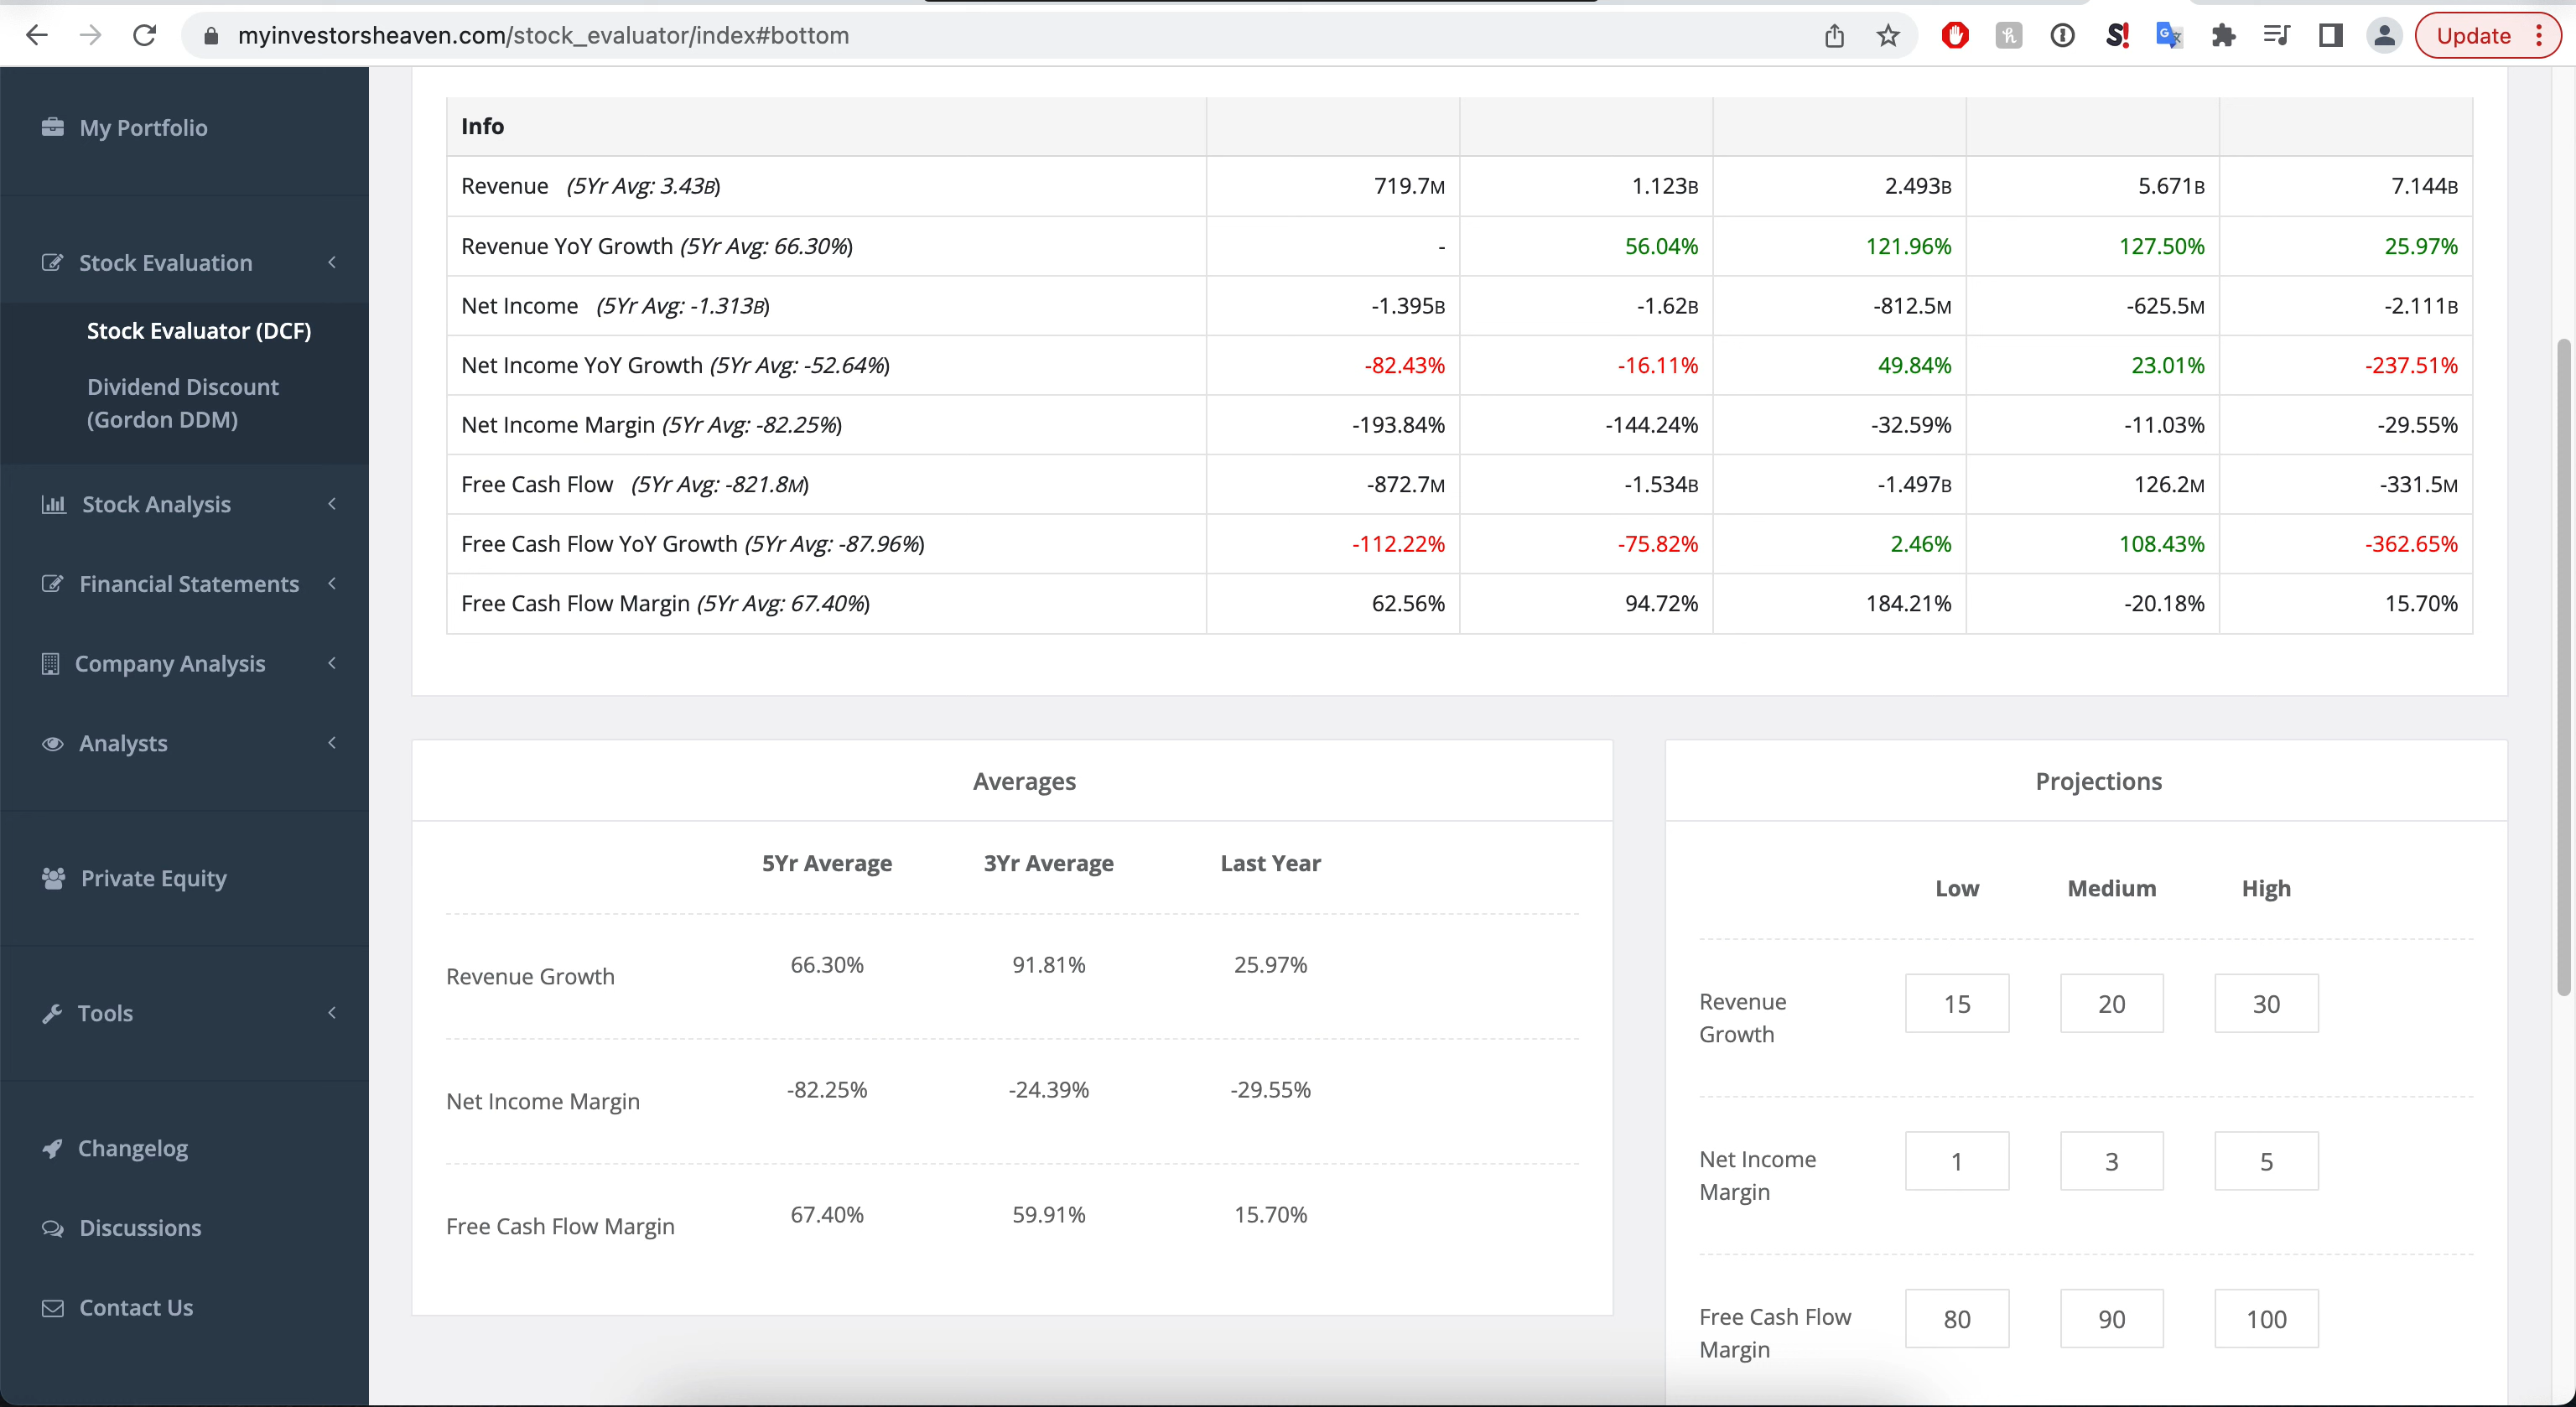 myinvestorsheaven.com/stock_evaluator/index#bottom
Update
My Portfolio
Stock Evaluation
Stock Evaluator (DCF)
Dividend Discount
(Gordon DDM)
Stock Analysis
Financial Statements
Company Analysis
Analysts
Private Equity
Tools
Changelog
Discussions
Contact Us
Info
Revenue (5Yr Avg: 3.43B) 719.7M 1.123B 2.493B 5.671B 7.144B
Revenue YoY Growth (5Yr Avg: 66.30%) - 56.04% 121.96% 127.50% 25.97%
Net Income (5Yr Avg: -1.313B) -1.395B -1.62B -812.5M -625.5M -2.111B
Net Income YoY Growth (5Yr Avg: -52.64%) -82.43% -16.11% 49.84% 23.01% -237.51%
Net Income Margin (5Yr Avg: -82.25%) -193.84% -144.24% -32.59% -11.03% -29.55%
Free Cash Flow (5Yr Avg: -821.8M) -872.7M -1.534B -1.497B 126.2M -331.5M
Free Cash Flow YoY Growth (5Yr Avg: -87.96%) -112.22% -75.82% 2.46% 108.43% -362.65%
Free Cash Flow Margin (5Yr Avg: 67.40%) 62.56% 94.72% 184.21% -20.18% 15.70%
Averages
5Yr Average 3Yr Average Last Year
Revenue Growth 66.30% 91.81% 25.97%
Net Income Margin -82.25% -24.39% -29.55%
Free Cash Flow Margin 67.40% 59.91% 15.70%
Projections
Low Medium High
Revenue
Growth 15 20 30
Net Income
Margin 1 3 5
Free Cash Flow
Margin 80 90 100